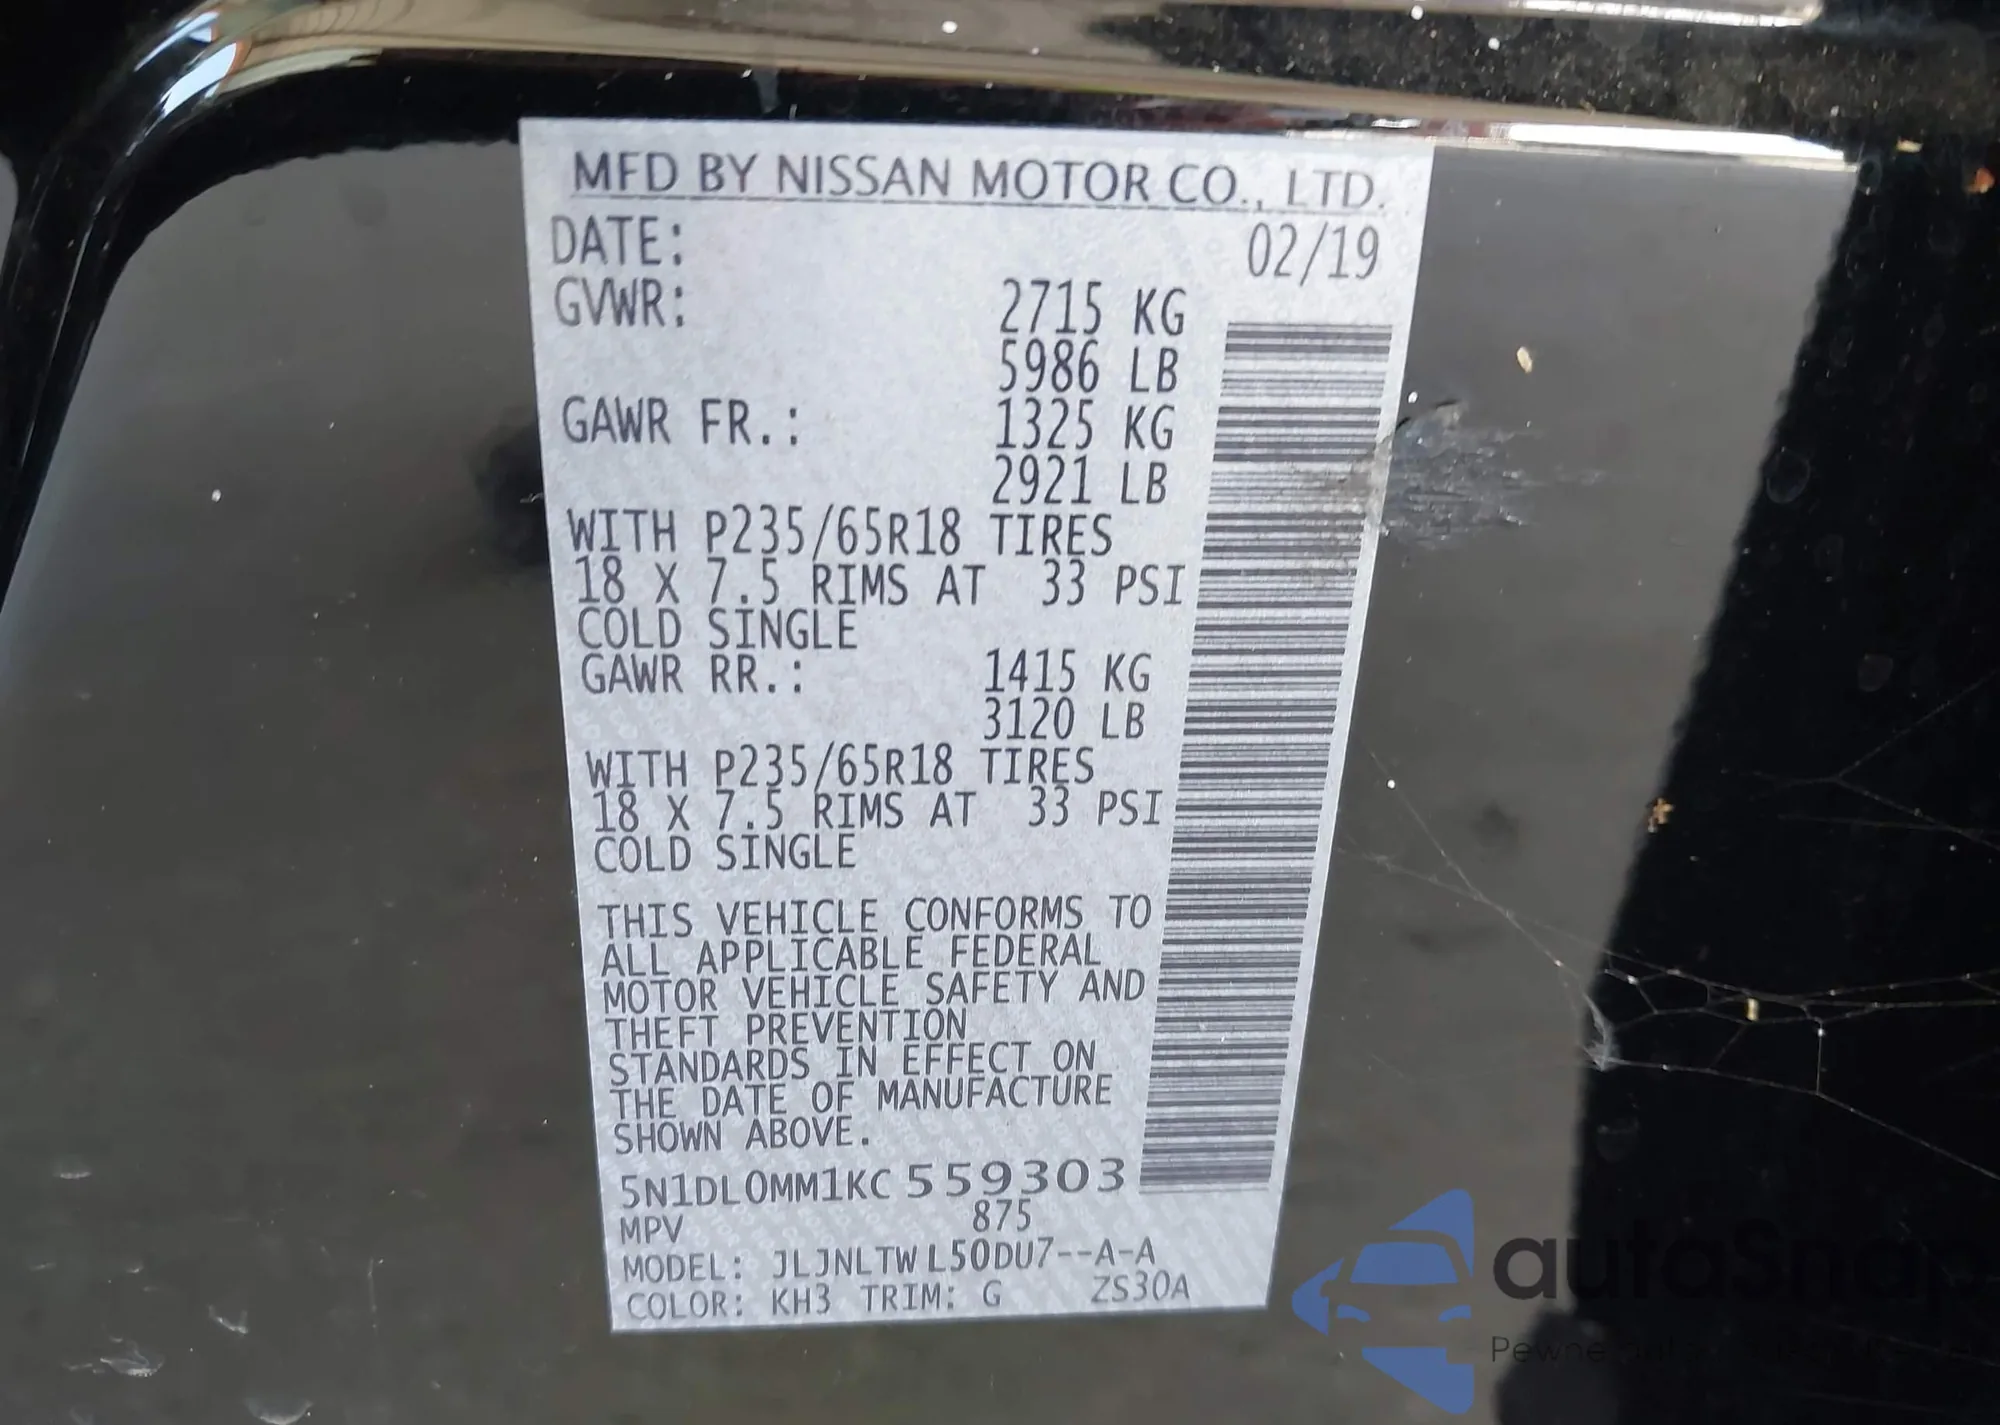 MFD BY NISSAN MOTOR CO., LTD.
DATE: 02/19
GVWR: 2715 KG
5986 LB
GAWR FR.: 1325 KG
2921 LB
WITH P235/65R18 TIRES
18 X 7.5 RIMS AT 33 PSI
COLD SINGLE
GAWR RR.: 1415 KG
3120 LB
WITH P235/65R18 TIRES
18 X 7.5 RIMS AT 33 PSI
COLD SINGLE
THIS VEHICLE CONFORMS TO
ALL APPLICABLE FEDERAL
MOTOR VEHICLE SAFETY AND
THEFT PREVENTION
STANDARDS IN EFFECT ON
THE DATE OF MANUFACTURE
SHOWN ABOVE.
5N1DL0MM1KC559303
MPV 875
MODEL: JLJNLTWL50DU7--A-A
COLOR: KH3 TRIM: G ZS30A
autoSnap
Pewne